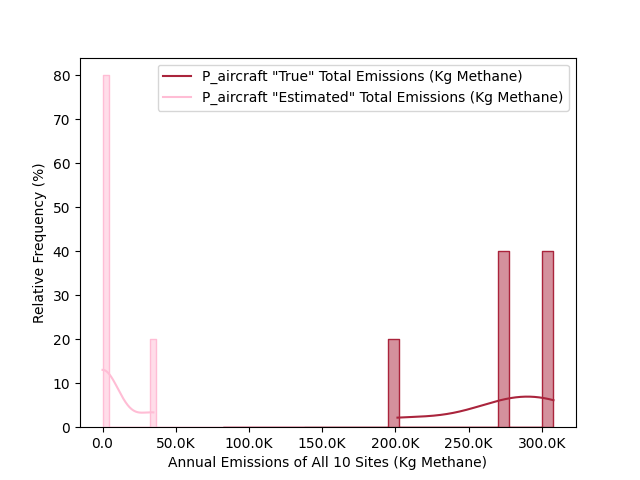 P_aircraft "True" Total Emissions (Kg Methane)
P_aircraft "Estimated" Total Emissions (Kg Methane)
Relative Frequency (%)
80
70
60
50
40
30
20
10
0
0.0 50.0K 100.0K 150.0K 200.0K 250.0K 300.0K
Annual Emissions of All 10 Sites (Kg Methane)